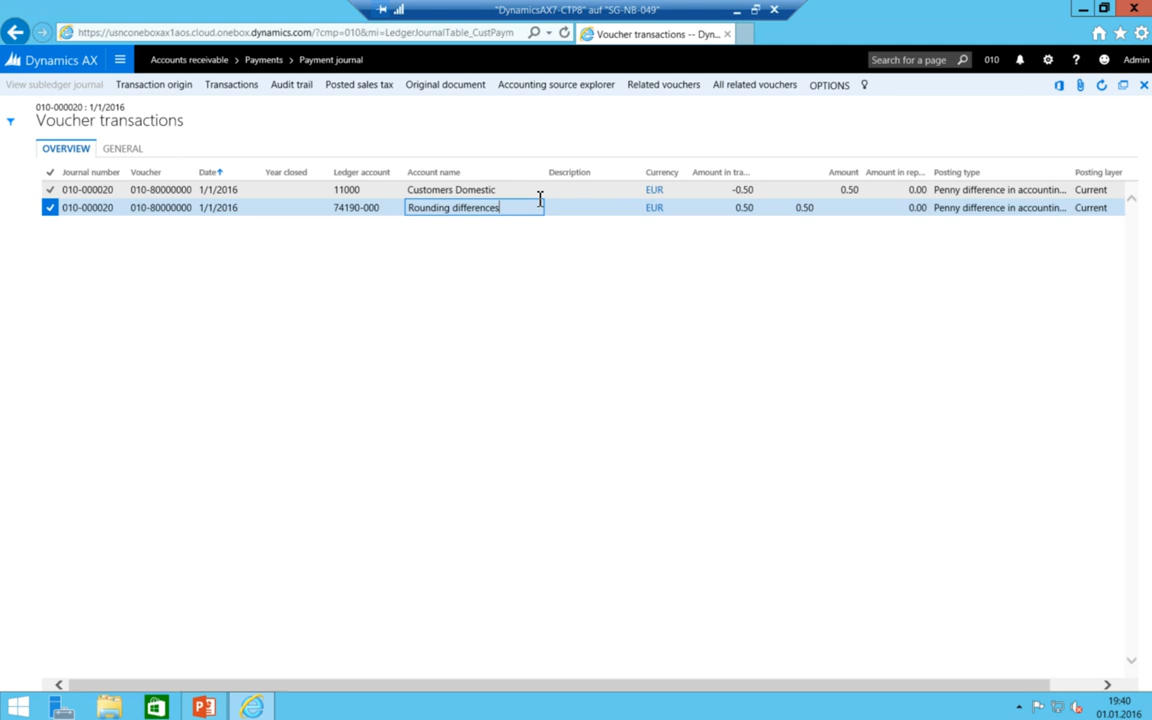 "DynamicsAX7-CTP8" auf "SG-NB-049"
https://usnconeboxax1aos.cloud.onebox.dynamics.com/?cmp=010&mi=LedgerJournalTable_CustPaym
Voucher transactions -- Dyn...
Dynamics AX
Accounts receivable > Payments > Payment journal
Search for a page
010
? Admin
View subledger journal Transaction origin Transactions Audit trail Posted sales tax Original document Accounting source explorer Related vouchers All related vouchers OPTIONS
010-000020 : 1/1/2016
Voucher transactions
OVERVIEW GENERAL
Journal number Voucher Date Year closed Ledger account Account name Description Currency Amount in tra... Amount Amount in rep... Posting type Posting layer
010-000020 010-80000000 1/1/2016 11000 Customers Domestic EUR -0.50 0.50 0.00 Penny difference in accountin... Current
010-000020 010-80000000 1/1/2016 74190-000 Rounding differences EUR 0.50 0.50 0.00 Penny difference in accountin... Current
19:40
01.01.2016